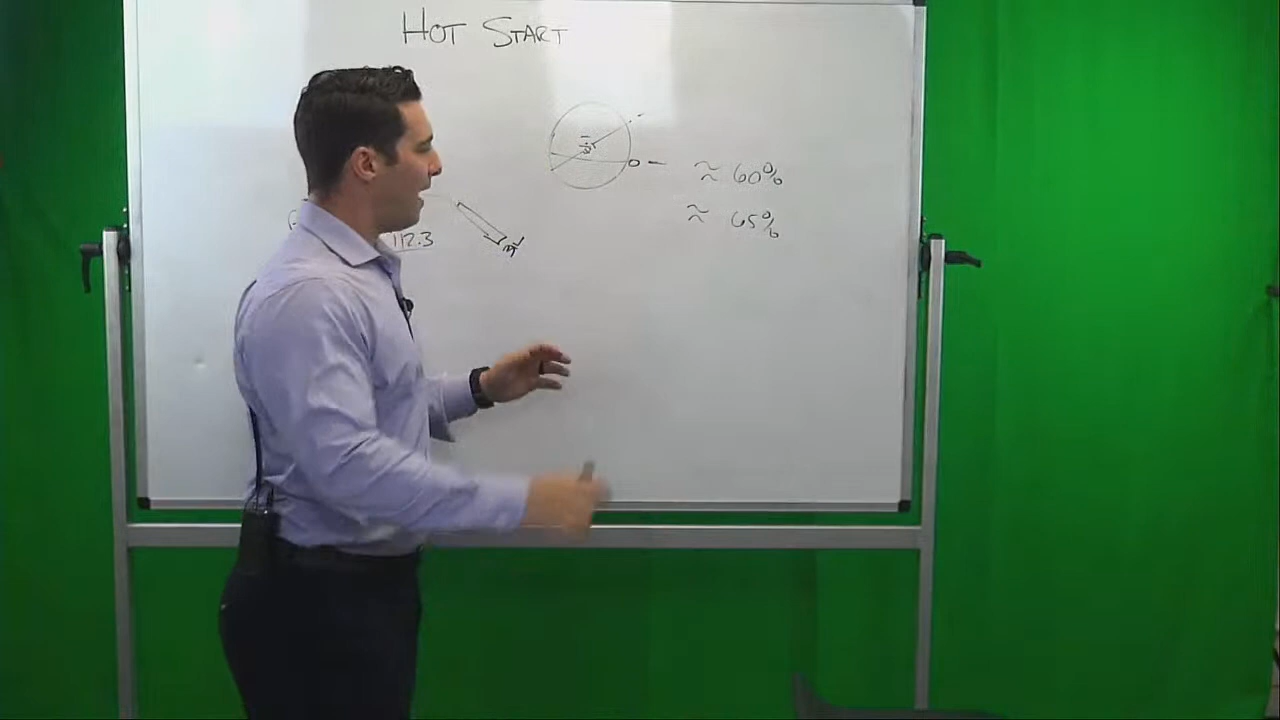 HOT START
≈ 60%
≈ 65%
112.3